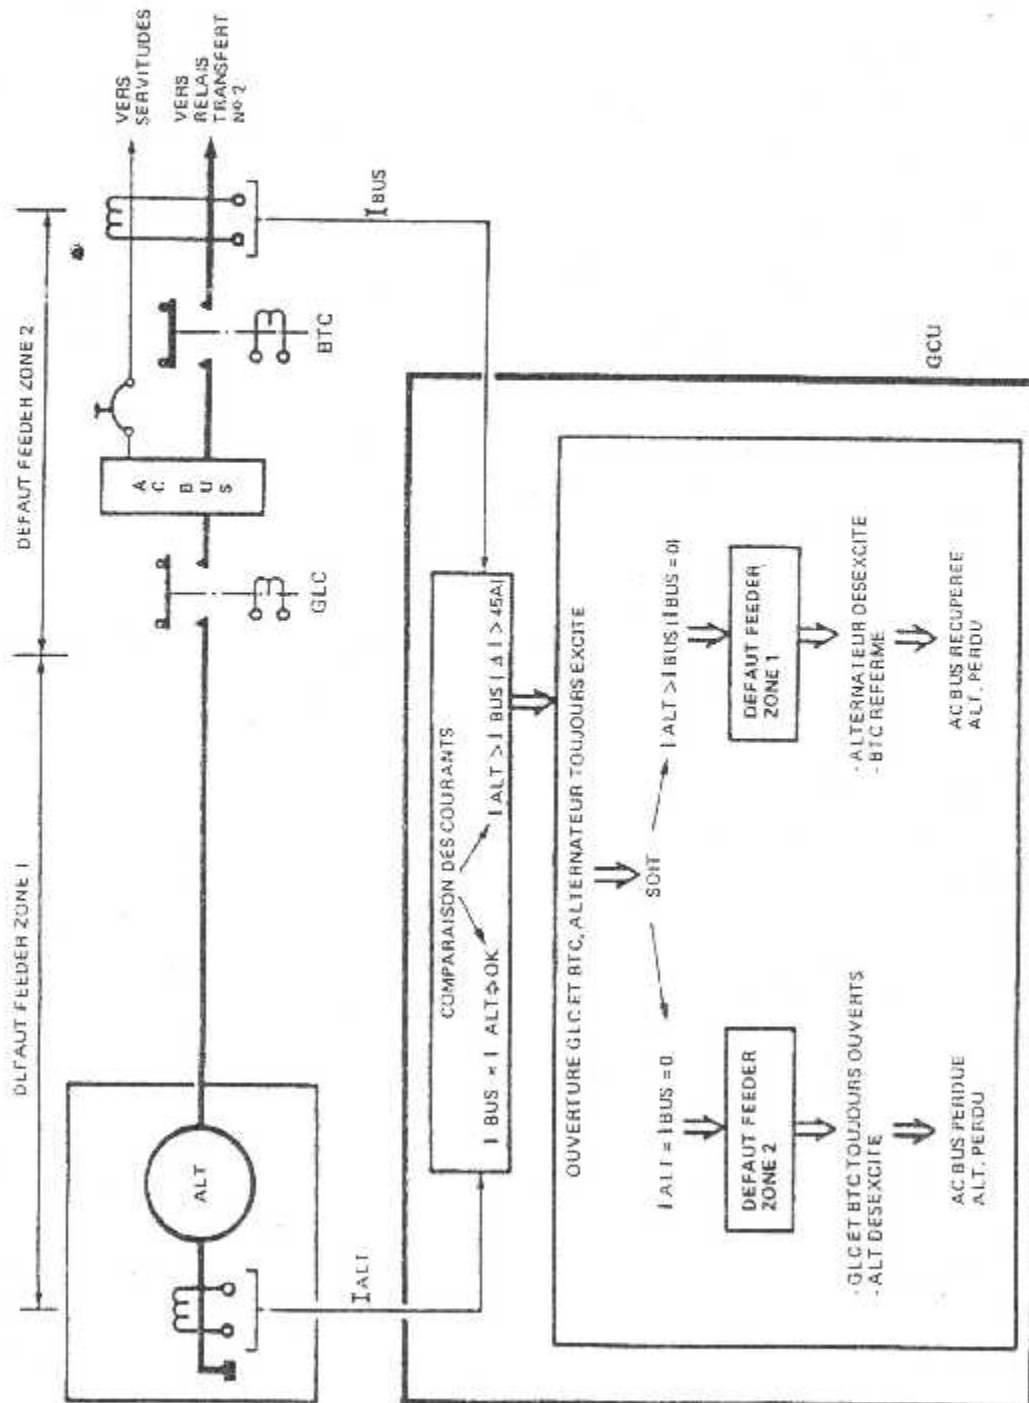 DEFAUT FEEDER ZONE 1
DEFAUT FEEDER ZONE 2
VERS
SERVITUDES
VERS
RELAIS
TRANSFERT
Nº 2
ALT
GLC
AC BUS
BTC
I ALT
I BUS
GCU
COMPARAISON DES COURANTS
I BUS = I ALT ⇒ OK
I ALT > I BUS ( Δ I > 45A)
OUVERTURE GLC ET BTC, ALTERNATEUR TOUJOURS EXCITE
SOIT
I ALT = I BUS = 0
I ALT > I BUS (I BUS = 0)
DEFAUT FEEDER
ZONE 2
DEFAUT FEEDER
ZONE 1
- GLC ET BTC TOUJOURS OUVERTS
- ALT DESEXCITE
- ALTERNATEUR DESEXCITE
- BTC REFERME
AC BUS PERDUE
ALT. PERDU
AC BUS RECUPEREE
ALT. PERDU